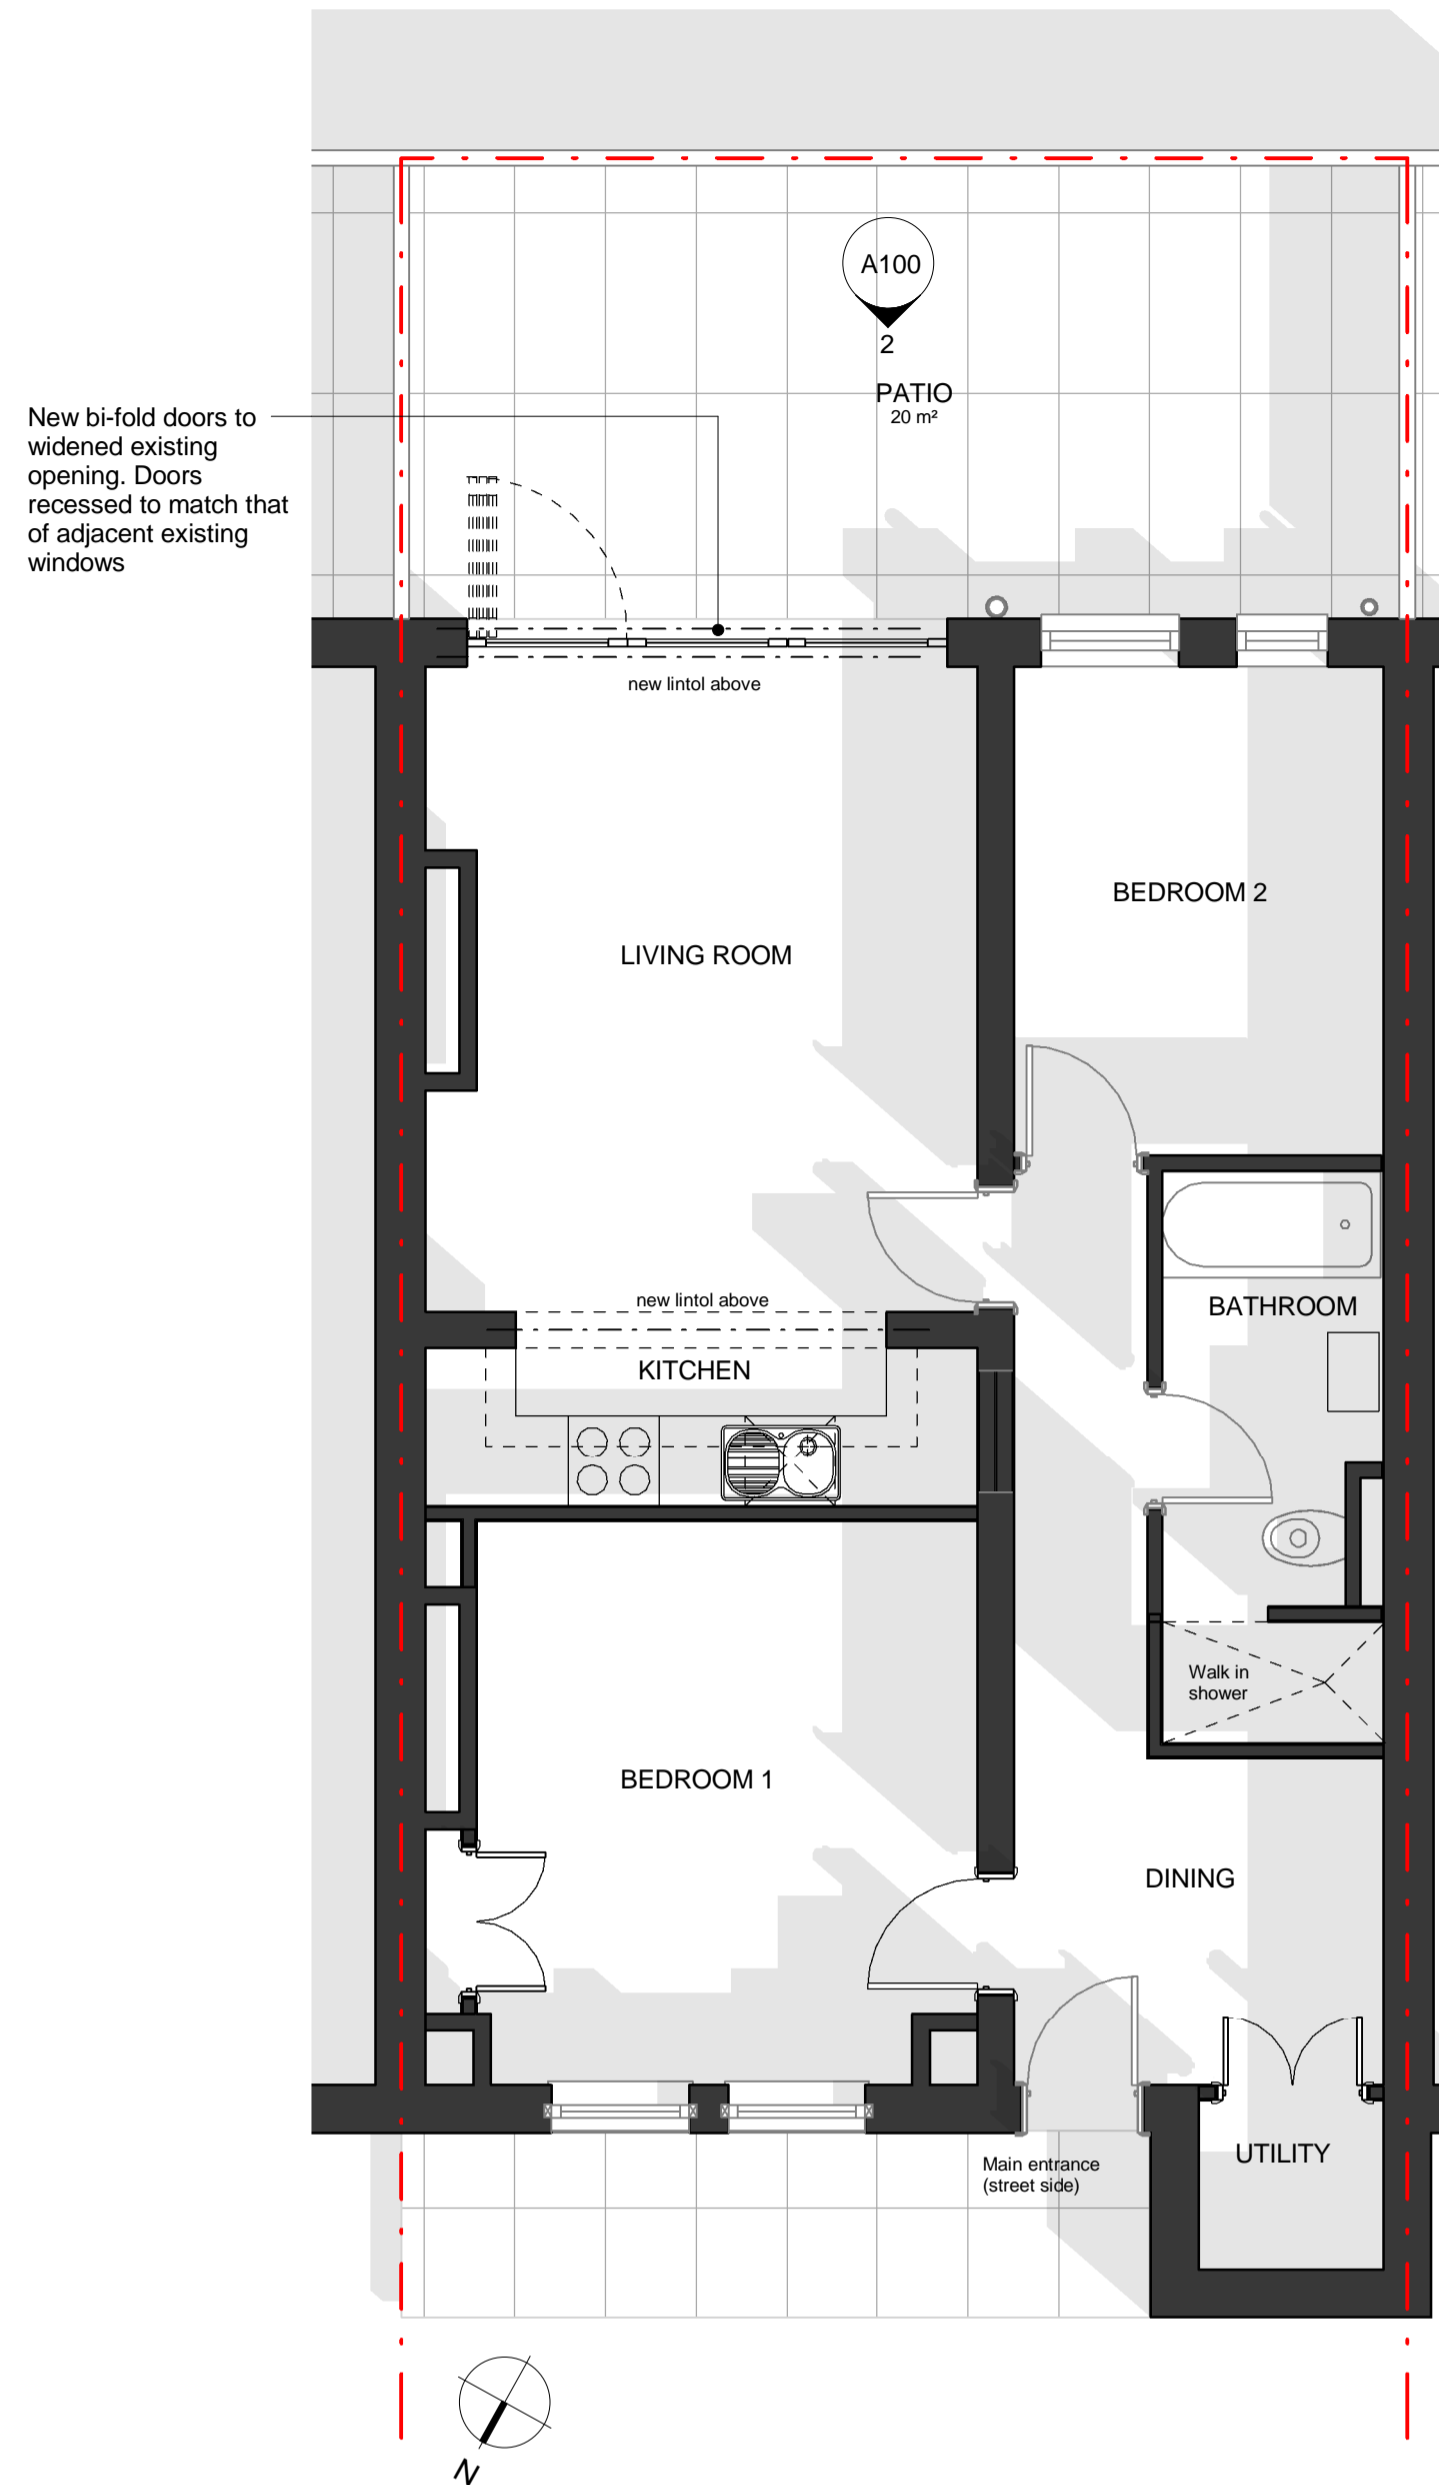 A100
2
PATIO
20 m²
New bi-fold doors to
widened existing
opening. Doors
recessed to match that
of adjacent existing
windows
new lintol above
BEDROOM 2
LIVING ROOM
new lintol above
BATHROOM
KITCHEN
Walk in
shower
BEDROOM 1
DINING
UTILITY
Main entrance
(street side)
N